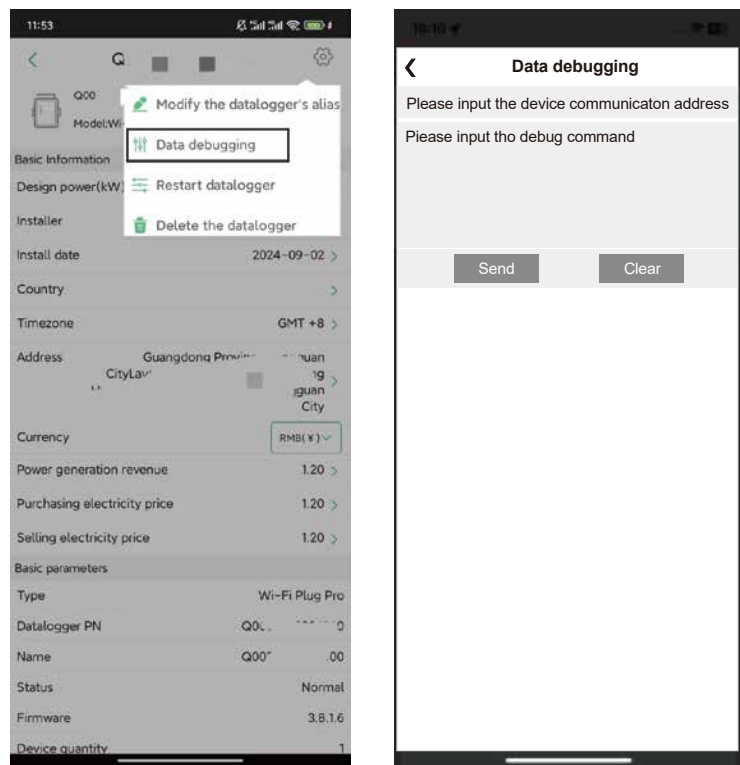 11:53
Q
Q00
Model:Wi-
Modify the datalogger's alias
Data debugging
Restart datalogger
Delete the datalogger
Basic Information
Design power(kW)
Installer
Install date 2024-09-02
Country
Timezone GMT +8
Address Guangdong
CityLav
City
Currency RMB(¥)
Power generation revenue 1.20
Purchasing electricity price 1.20
Selling electricity price 1.20
Basic parameters
Type Wi-Fi Plug Pro
Datalogger PN
Name Q00 00
Status Normal
Firmware 3.8.1.6
Device quantity 1
Data debugging
Please input the device communicaton address
Piease input tho debug command
Send Clear